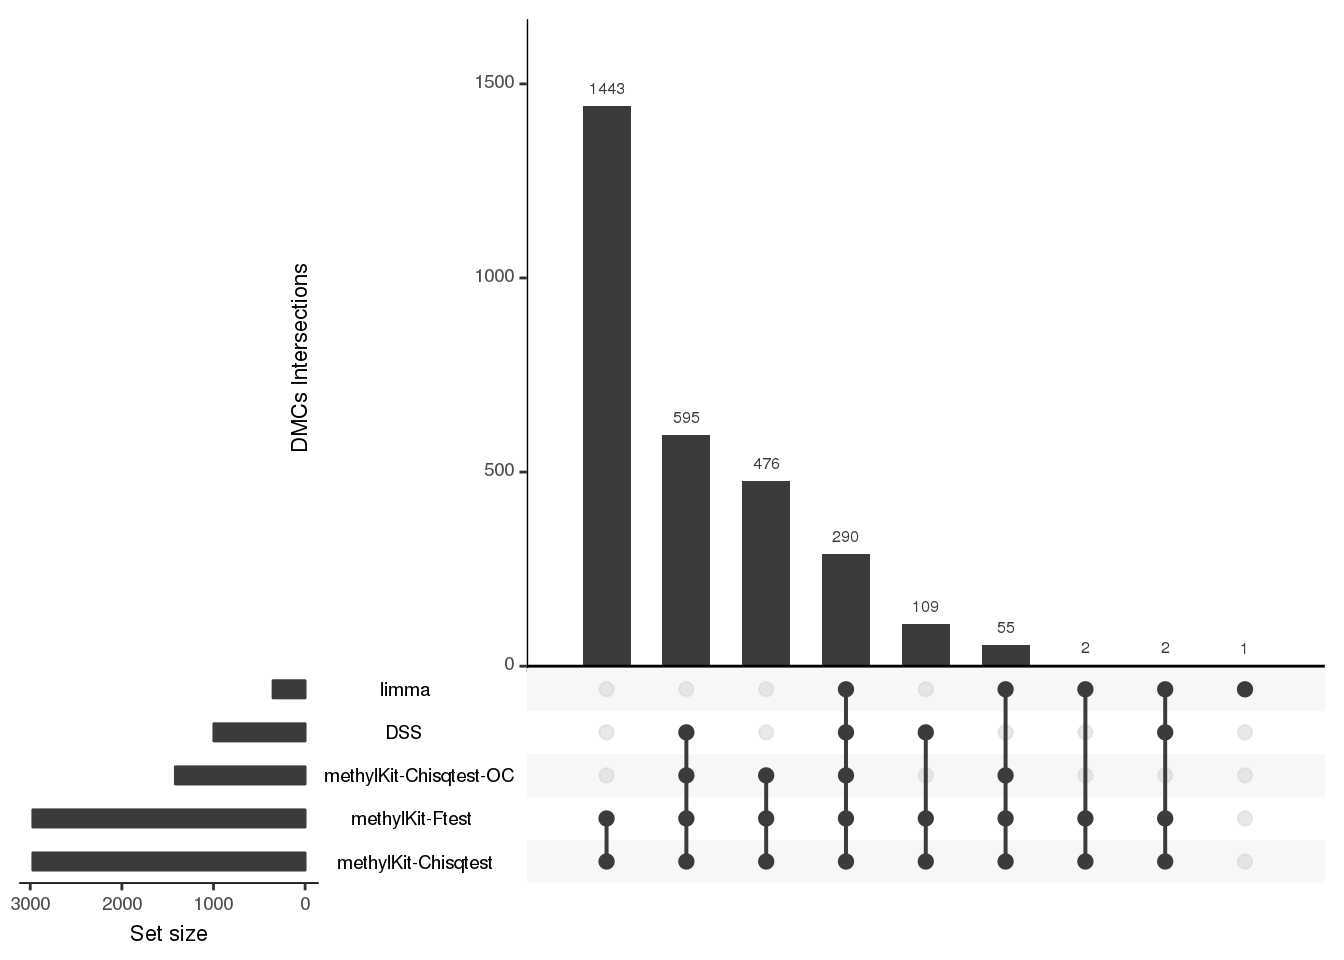 1500
1000
500
0
DMCs Intersections
1443
595
476
290
109
55
2
2
1
limma
DSS
methylKit-Chisqtest-OC
methylKit-Ftest
methylKit-Chisqtest
3000 2000 1000 0
Set size